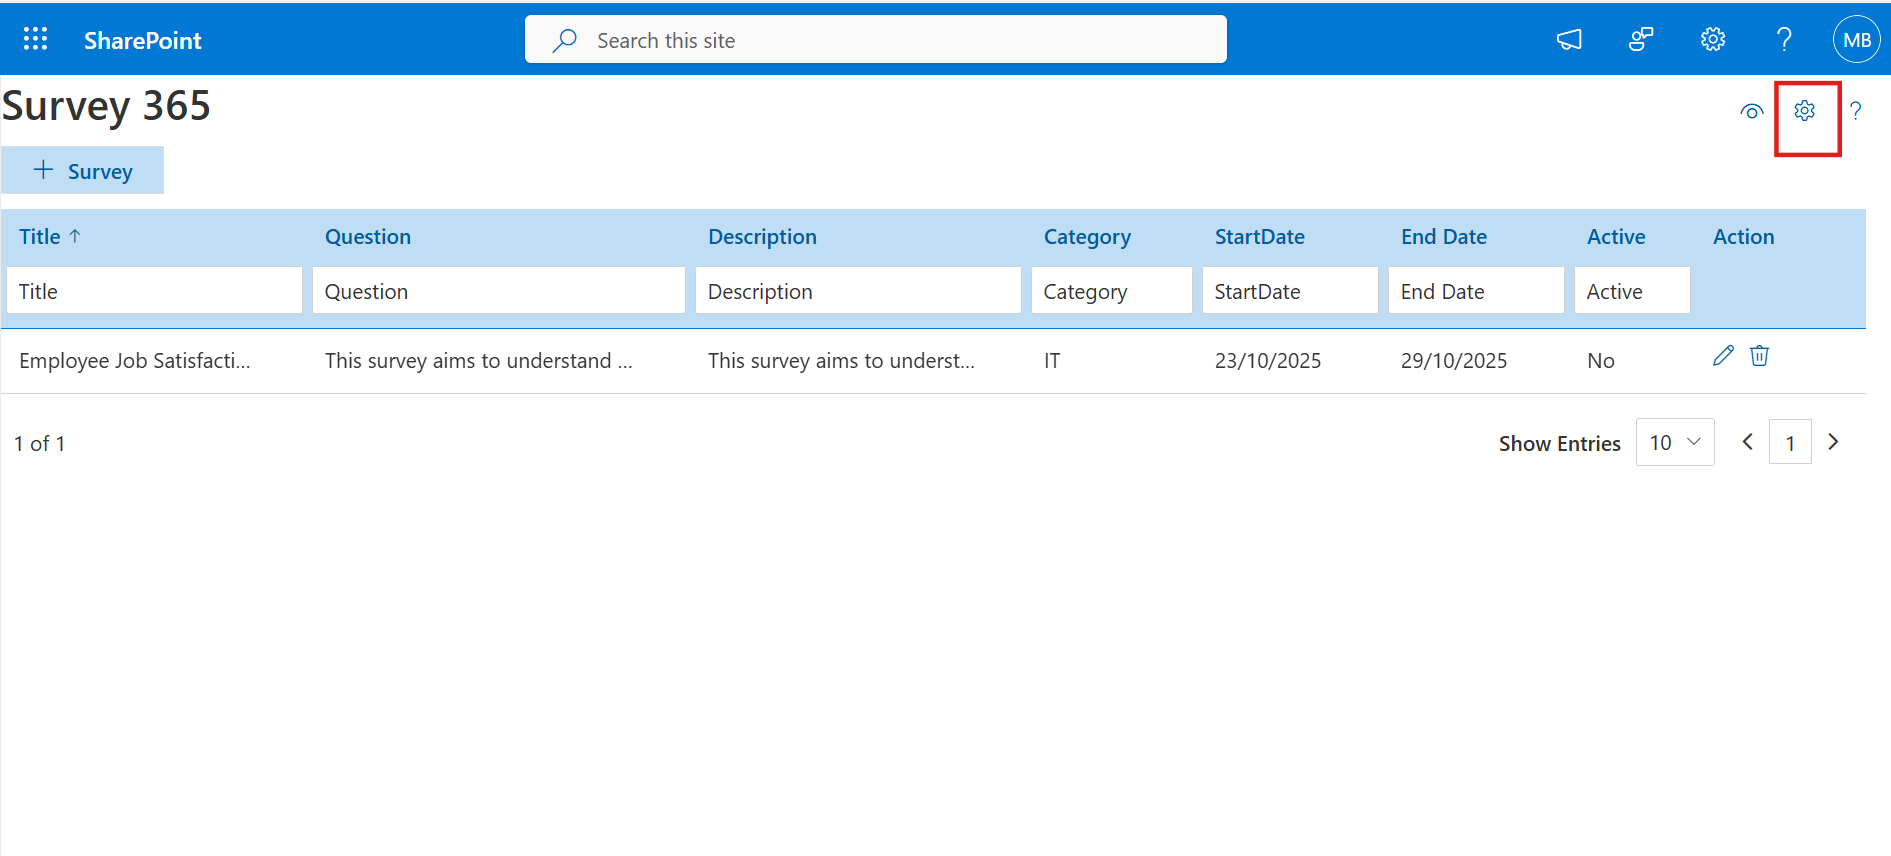 SharePoint
Search this site
MB
Survey 365
Survey
Title Question Description Category StartDate End Date Active Action
Title Question Description Category StartDate End Date Active
Employee Job Satisfacti... This survey aims to understand ... This survey aims to underst... IT 23/10/2025 29/10/2025 No
1 of 1 Show Entries 10 1